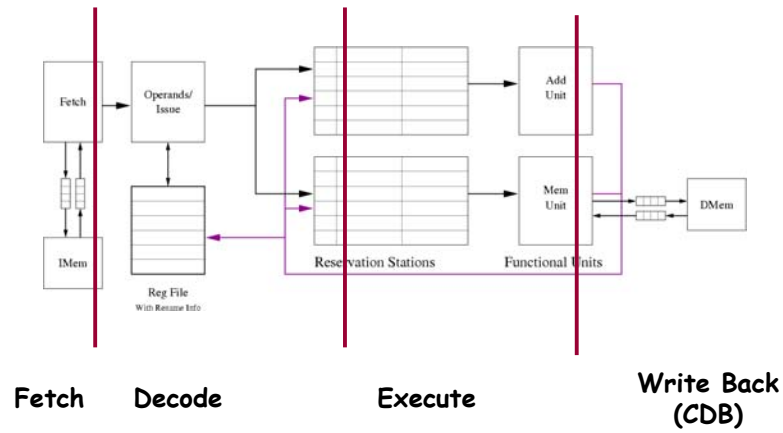 Fetch
Operands/
Issue
Add
Unit
Mem
Unit
DMem
IMem
Reg File
With Rename Info
Reservation Stations
Functional Units
Fetch
Decode
Execute
Write Back
(CDB)